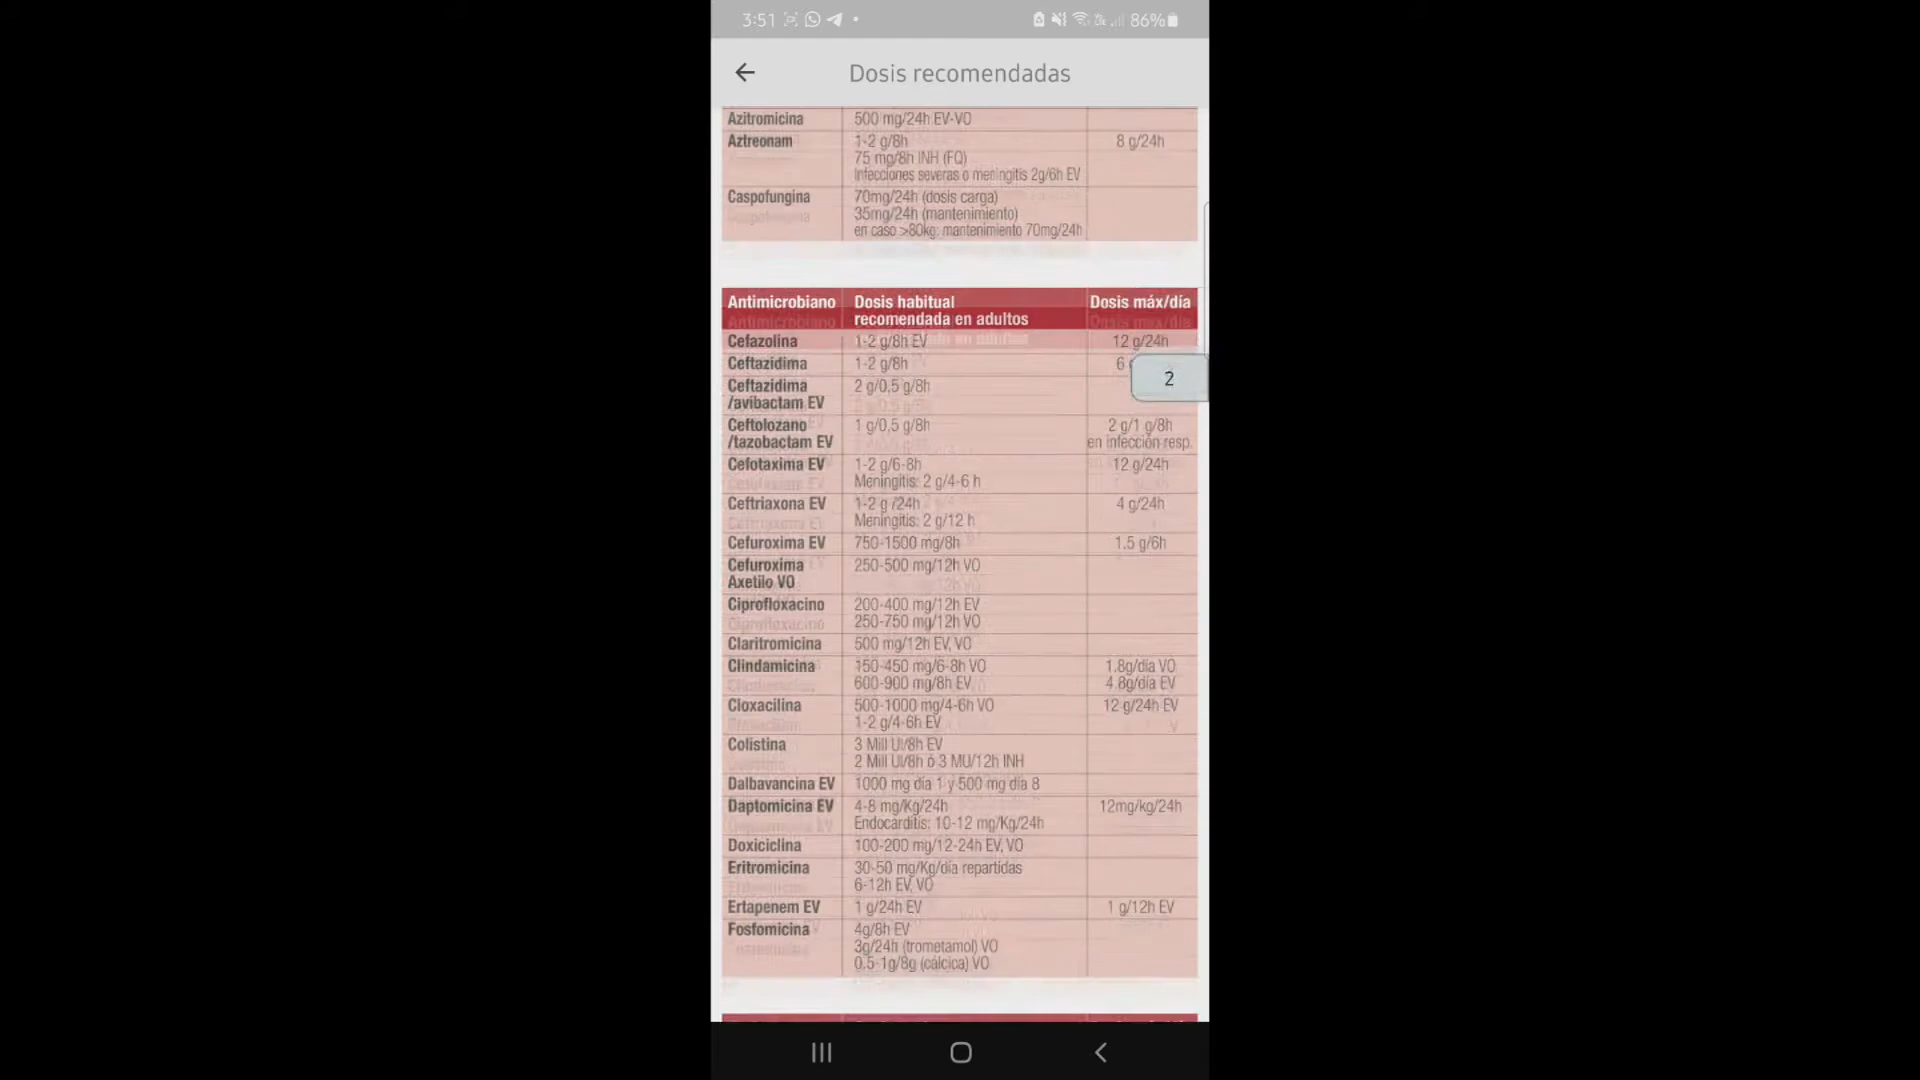 3:51 86%
Dosis recomendadas
Azitromicina 500 mg/24h EV-VO
Aztreonam 1-2 g/8h 8 g/24h
75 mg/8h INH (FQ)
Infecciones severas o meningitis 2g/6h EV
Caspofungina 70mg/24h (dosis carga)
35mg/24h (mantenimiento)
en caso >80kg: mantenimiento 70mg/24h
Antimicrobiano Dosis habitual Dosis máx/día
recomendada en adultos
Cefazolina 1-2 g/8h EV 12 g/24h
Ceftazidima 1-2 g/8h 6
2
Ceftazidima 2 g/0,5 g/8h
/avibactam EV
Ceftolozano 1 g/0,5 g/8h 2 g/1 g/8h
/tazobactam EV en infección resp.
Cefotaxima EV 1-2 g/6-8h 12 g/24h
Meningitis: 2 g/4-6 h
Ceftriaxona EV 1-2 g /24h 4 g/24h
Meningitis: 2 g/12 h
Cefuroxima EV 750-1500 mg/8h 1.5 g/6h
Cefuroxima 250-500 mg/12h VO
Axetilo VO
Ciprofloxacino 200-400 mg/12h EV
250-750 mg/12h VO
Claritromicina 500 mg/12h EV, VO
Clindamicina 150-450 mg/6-8h VO 1.8g/día VO
600-900 mg/8h EV 4.8g/día EV
Cloxacilina 500-1000 mg/4-6h VO 12 g/24h EV
1-2 g/4-6h EV
Colistina 3 Mill UI/8h EV
2 Mill UI/8h ó 3 MU/12h INH
Dalbavancina EV 1000 mg día 1 y 500 mg día 8
Daptomicina EV 4-8 mg/Kg/24h 12mg/kg/24h
Endocarditis: 10-12 mg/Kg/24h
Doxiciclina 100-200 mg/12-24h EV, VO
Eritromicina 30-50 mg/Kg/día repartidas
6-12h EV, VO
Ertapenem EV 1 g/24h EV 1 g/12h EV
Fosfomicina 4g/8h EV
3g/24h (trometamol) VO
0.5-1g/8g (cálcica) VO